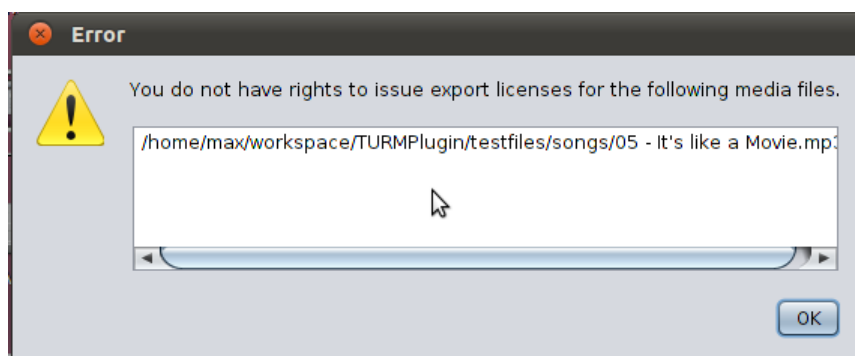 Error
You do not have rights to issue export licenses for the following media files.
/home/max/workspace/TURMPlugin/testfiles/songs/05 - It's like a Movie.mp3
OK